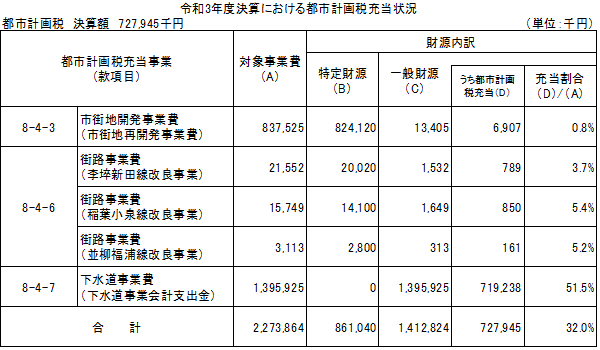 令和3年度決算における都市計画税充当状況
都市計画税 決算額 727,945千円 (単位:千円)
都市計画税充当事業 対象事業費 財源内訳
(款項目) (A) 特定財源 一般財源 うち都市計画 充当割合
(B) (C) 税充当(D) (D)/(A)
8-4-3 市街地開発事業費 837,525 824,120 13,405 6,907 0.8%
(市街地再開発事業費)
8-4-6 街路事業費 21,552 20,020 1,532 789 3.7%
(李埣新田線改良事業)
街路事業費 15,749 14,100 1,649 850 5.4%
(稲葉小泉線改良事業)
街路事業費 3,113 2,800 313 161 5.2%
(並柳福浦線改良事業)
8-4-7 下水道事業費 1,395,925 0 1,395,925 719,238 51.5%
(下水道事業会計支出金)
合 計 2,273,864 861,040 1,412,824 727,945 32.0%